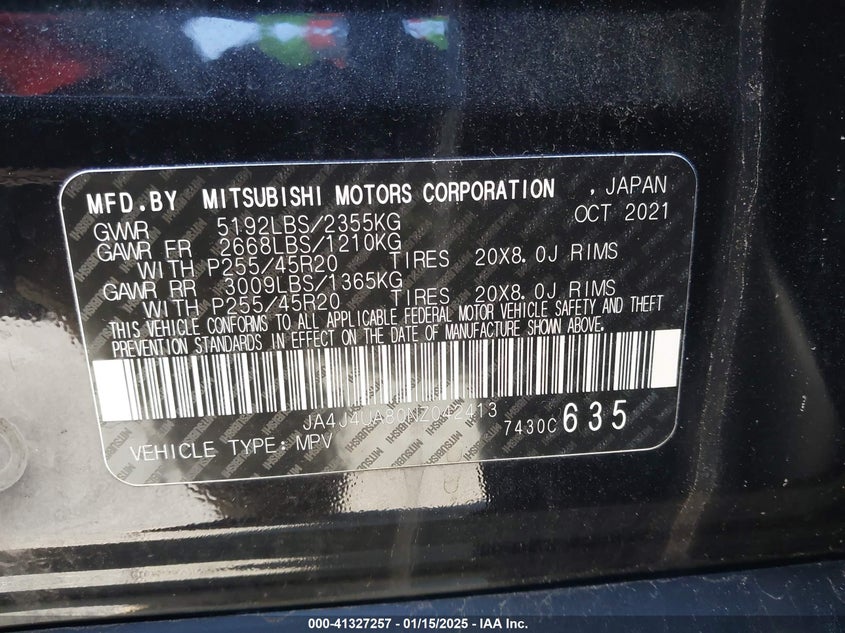 MFD.BY MITSUBISHI MOTORS CORPORATION , JAPAN
GVWR 5192LBS/2355KG OCT 2021
GAWR FR 2668LBS/1210KG
WITH P255/45R20 TIRES 20X8.0J RIMS
GAWR RR 3009LBS/1365KG
WITH P255/45R20 TIRES 20X8.0J RIMS
THIS VEHICLE CONFORMS TO ALL APPLICABLE FEDERAL MOTOR VEHICLE SAFETY AND THEFT
PREVENTION STANDARDS IN EFFECT ON THE DATE OF MANUFACTURE SHOWN ABOVE.
JA4J4UA80NZ042413
7430C 635
VEHICLE TYPE: MPV
000-41327257 - 01/15/2025 - IAA Inc.